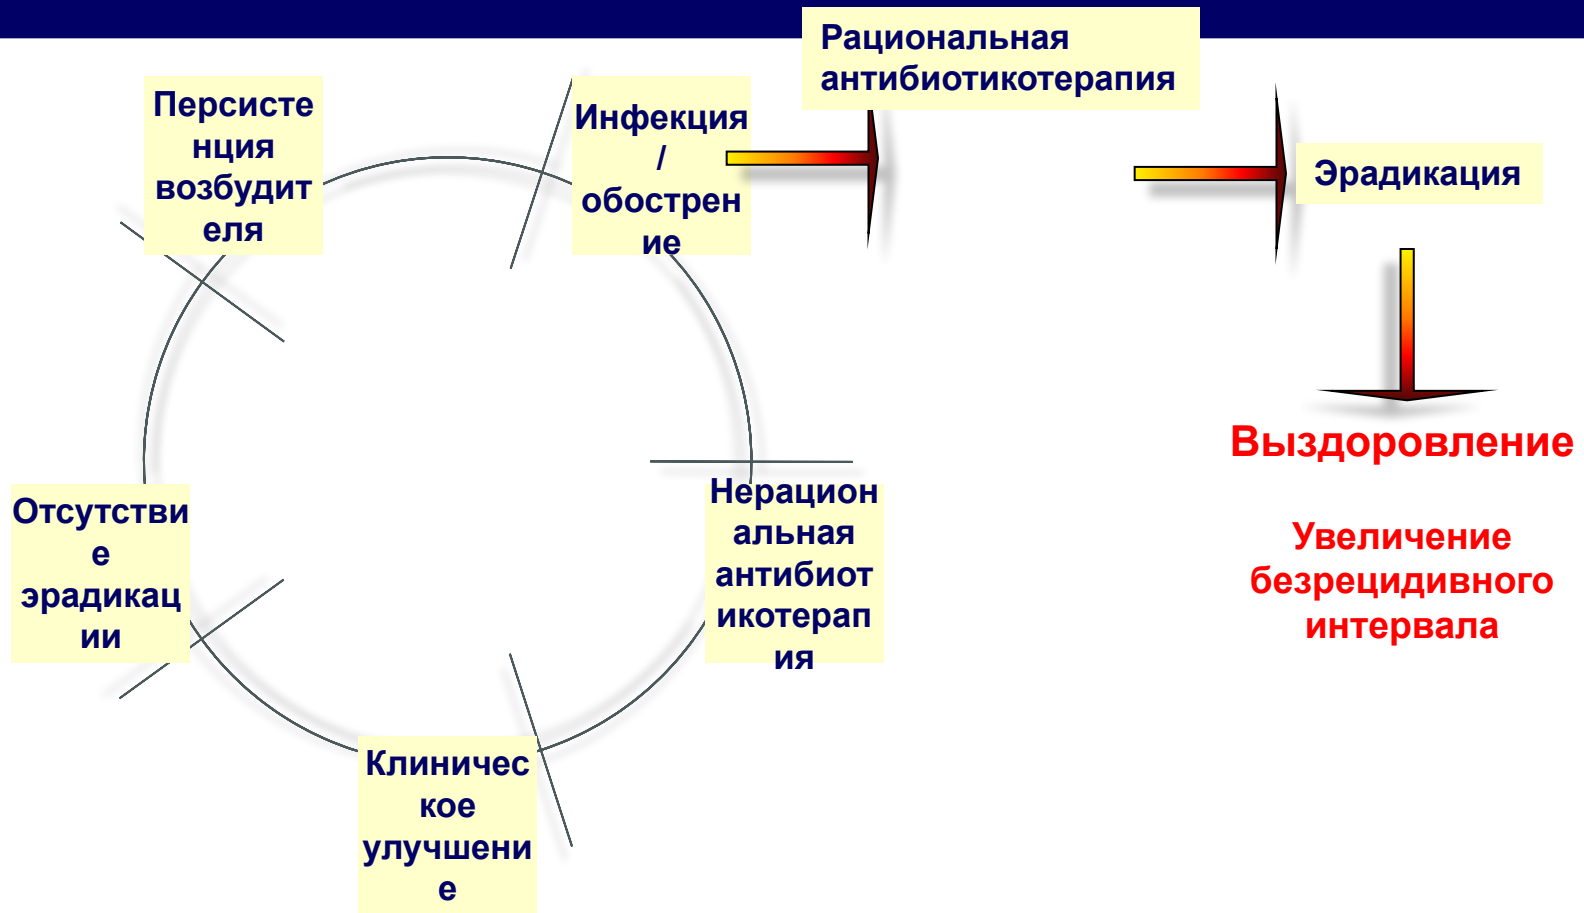 Рациональная
антибиотикотерапия
Персисте
нция
возбудит
еля
Инфекция
/
обострен
ие
Эрадикация
Выздоровление
Отсутстви
е
эрадикац
ии
Нерацион
альная
антибиот
икотерап
ия
Увеличение
безрецидивного
интервала
Клиничес
кое
улучшени
е